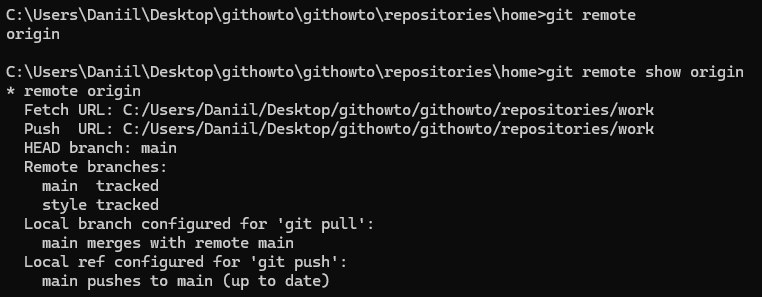 C:\Users\Daniil\Desktop\githowto\githowto\repositories\home>git remote
origin
C:\Users\Daniil\Desktop\githowto\githowto\repositories\home>git remote show origin
* remote origin
  Fetch URL: C:/Users/Daniil/Desktop/githowto/githowto/repositories/work
  Push  URL: C:/Users/Daniil/Desktop/githowto/githowto/repositories/work
  HEAD branch: main
  Remote branches:
    main  tracked
    style tracked
  Local branch configured for 'git pull':
    main merges with remote main
  Local ref configured for 'git push':
    main pushes to main (up to date)